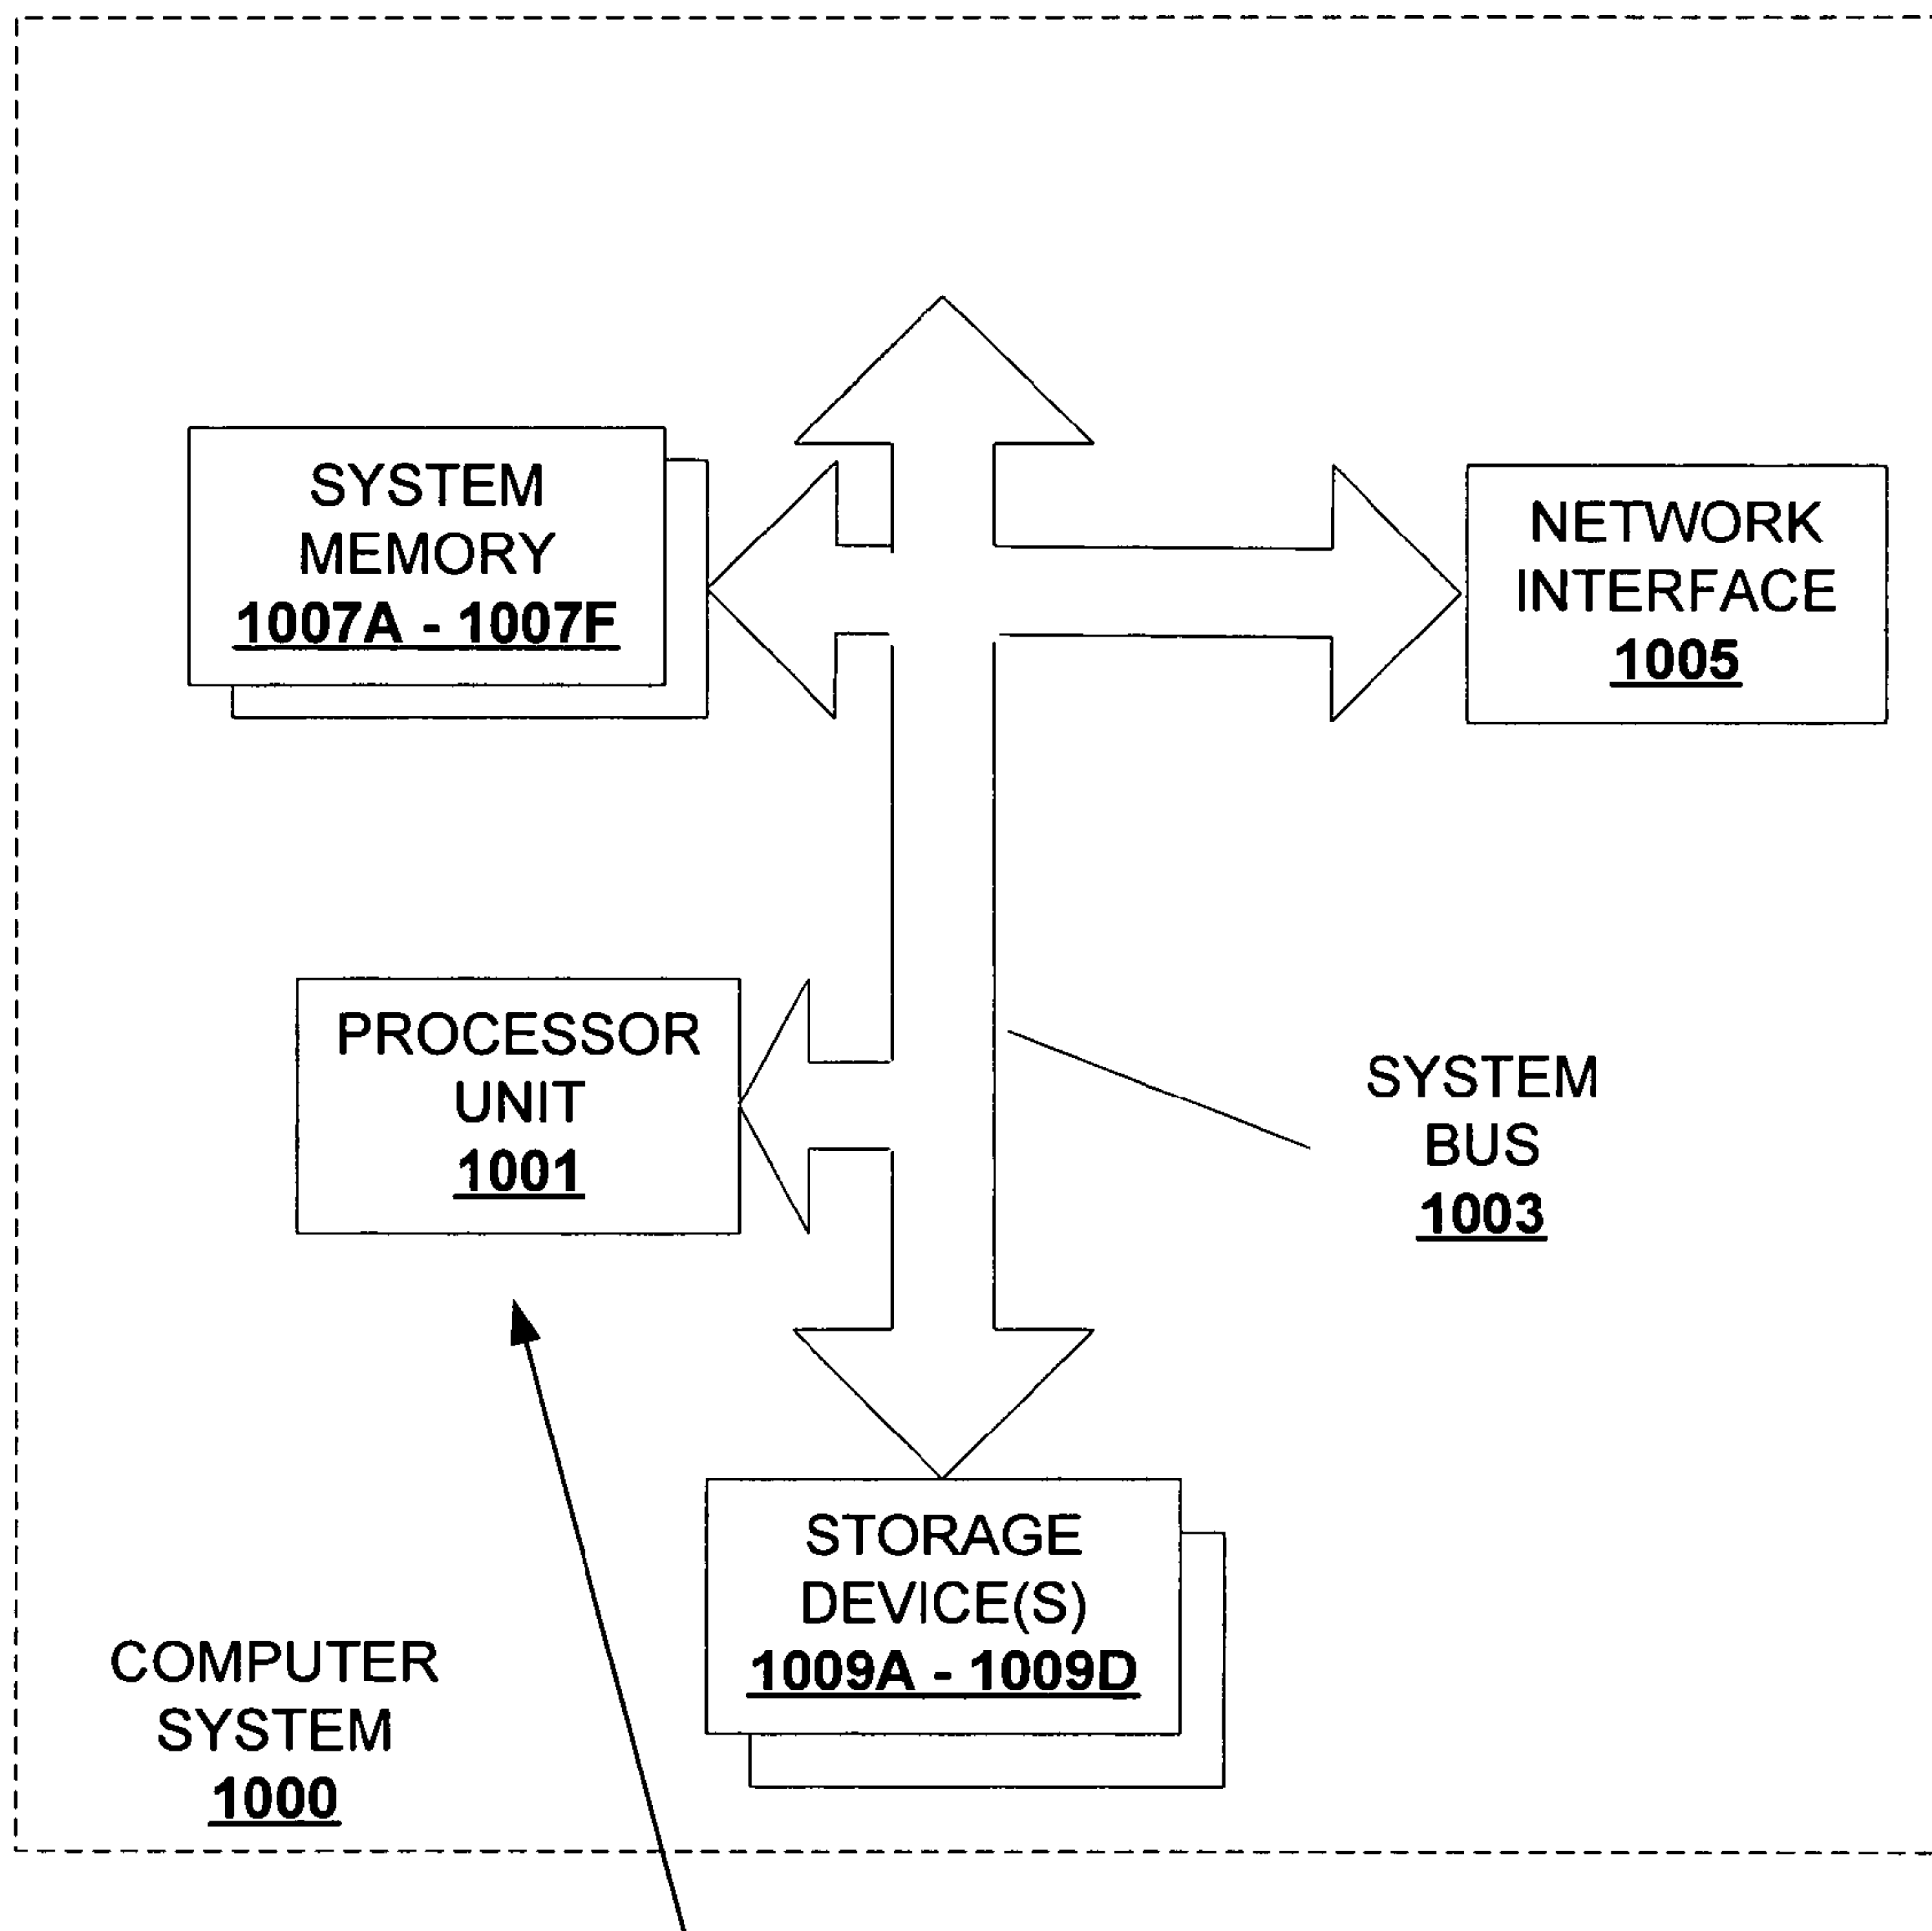 SYSTEM
MEMORY
1007A - 1007F
NETWORK
INTERFACE
1005
PROCESSOR
UNIT
1001
SYSTEM
BUS
1003
STORAGE
DEVICE(S)
1009A - 1009D
COMPUTER
SYSTEM
1000